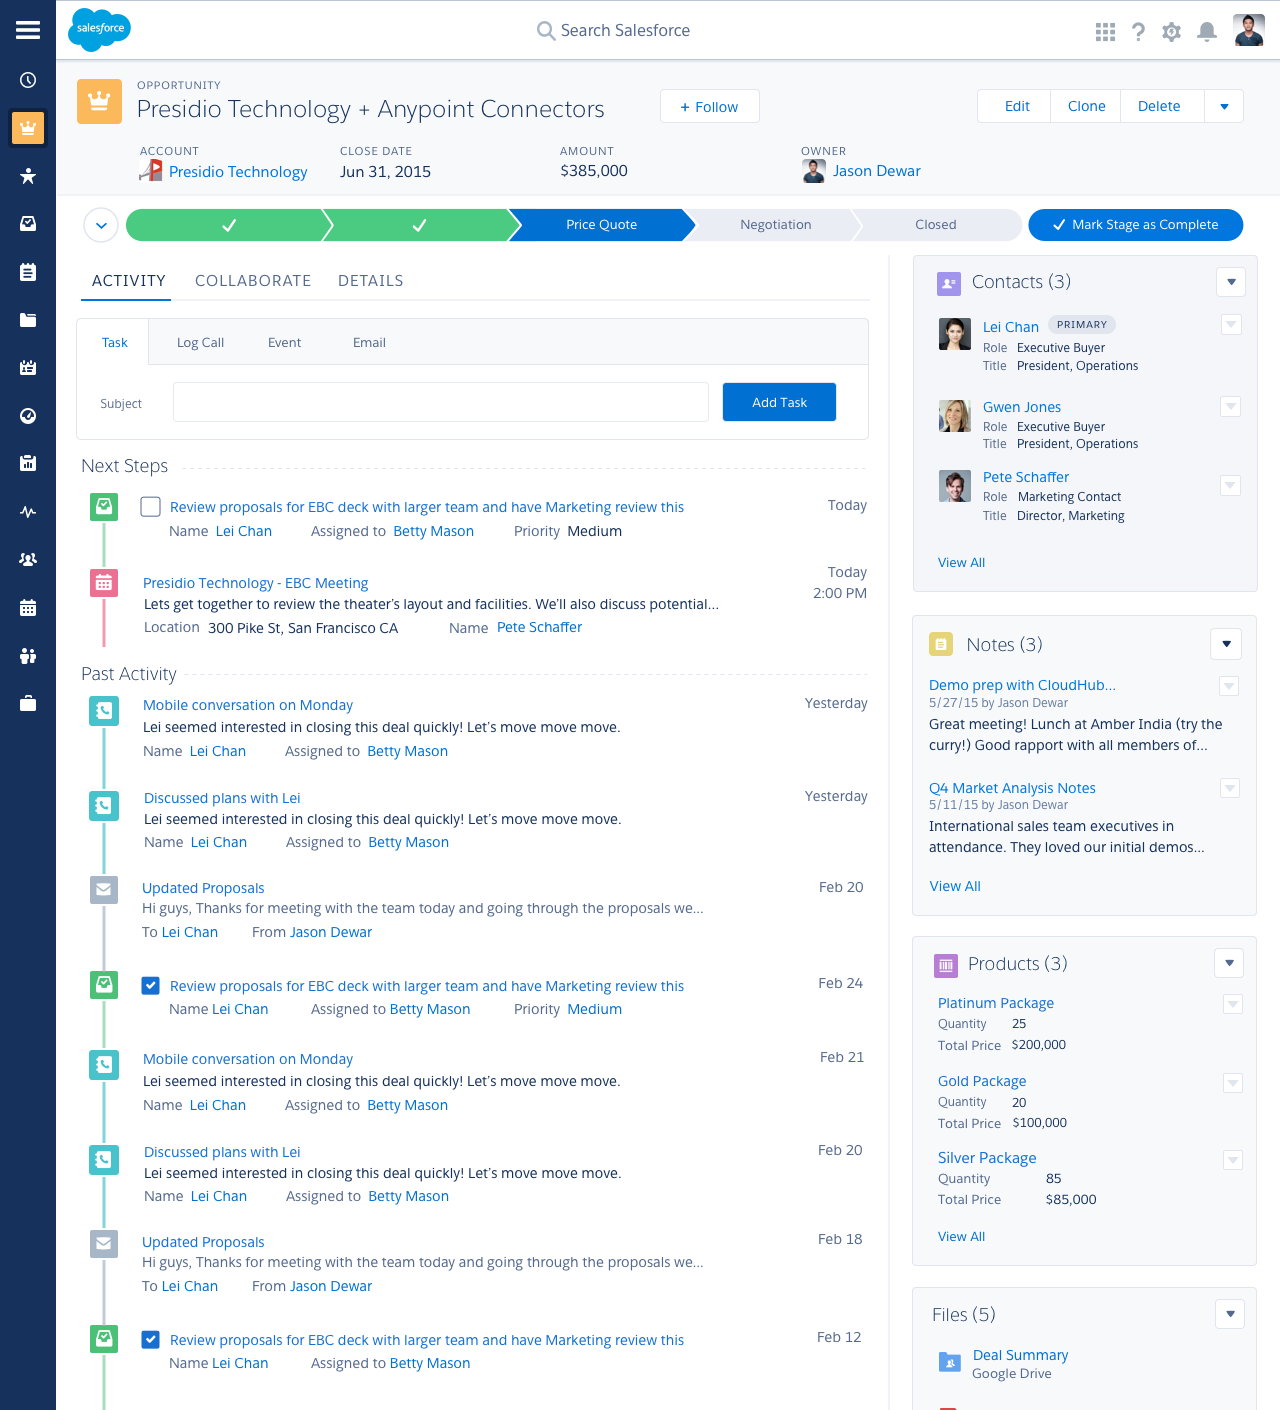 salesforce
Search Salesforce
OPPORTUNITY
Presidio Technology + Anypoint Connectors
+ Follow
Edit Clone Delete
ACCOUNT CLOSE DATE AMOUNT OWNER
Presidio Technology Jun 31, 2015 $385,000 Jason Dewar
Price Quote Negotiation Closed Mark Stage as Complete
ACTIVITY COLLABORATE DETAILS
Task Log Call Event Email
Subject Add Task
Next Steps
Review proposals for EBC deck with larger team and have Marketing review this Today
Name Lei Chan Assigned to Betty Mason Priority Medium
Presidio Technology - EBC Meeting Today
Lets get together to review the theater’s layout and facilities. We’ll also discuss potential... 2:00 PM
Location 300 Pike St, San Francisco CA Name Pete Schaffer
Past Activity
Mobile conversation on Monday Yesterday
Lei seemed interested in closing this deal quickly! Let’s move move move.
Name Lei Chan Assigned to Betty Mason
Discussed plans with Lei Yesterday
Lei seemed interested in closing this deal quickly! Let’s move move move.
Name Lei Chan Assigned to Betty Mason
Updated Proposals Feb 20
Hi guys, Thanks for meeting with the team today and going through the proposals we...
To Lei Chan From Jason Dewar
Review proposals for EBC deck with larger team and have Marketing review this Feb 24
Name Lei Chan Assigned to Betty Mason Priority Medium
Mobile conversation on Monday Feb 21
Lei seemed interested in closing this deal quickly! Let’s move move move.
Name Lei Chan Assigned to Betty Mason
Discussed plans with Lei Feb 20
Lei seemed interested in closing this deal quickly! Let’s move move move.
Name Lei Chan Assigned to Betty Mason
Updated Proposals Feb 18
Hi guys, Thanks for meeting with the team today and going through the proposals we...
To Lei Chan From Jason Dewar
Review proposals for EBC deck with larger team and have Marketing review this Feb 12
Name Lei Chan Assigned to Betty Mason
Contacts (3)
Lei Chan PRIMARY
Role Executive Buyer
Title President, Operations
Gwen Jones
Role Executive Buyer
Title President, Operations
Pete Schaffer
Role Marketing Contact
Title Director, Marketing
View All
Notes (3)
Demo prep with CloudHub...
5/27/15 by Jason Dewar
Great meeting! Lunch at Amber India (try the
curry!) Good rapport with all members of...
Q4 Market Analysis Notes
5/11/15 by Jason Dewar
International sales team executives in
attendance. They loved our initial demos...
View All
Products (3)
Platinum Package
Quantity 25
Total Price $200,000
Gold Package
Quantity 20
Total Price $100,000
Silver Package
Quantity 85
Total Price $85,000
View All
Files (5)
Deal Summary
Google Drive